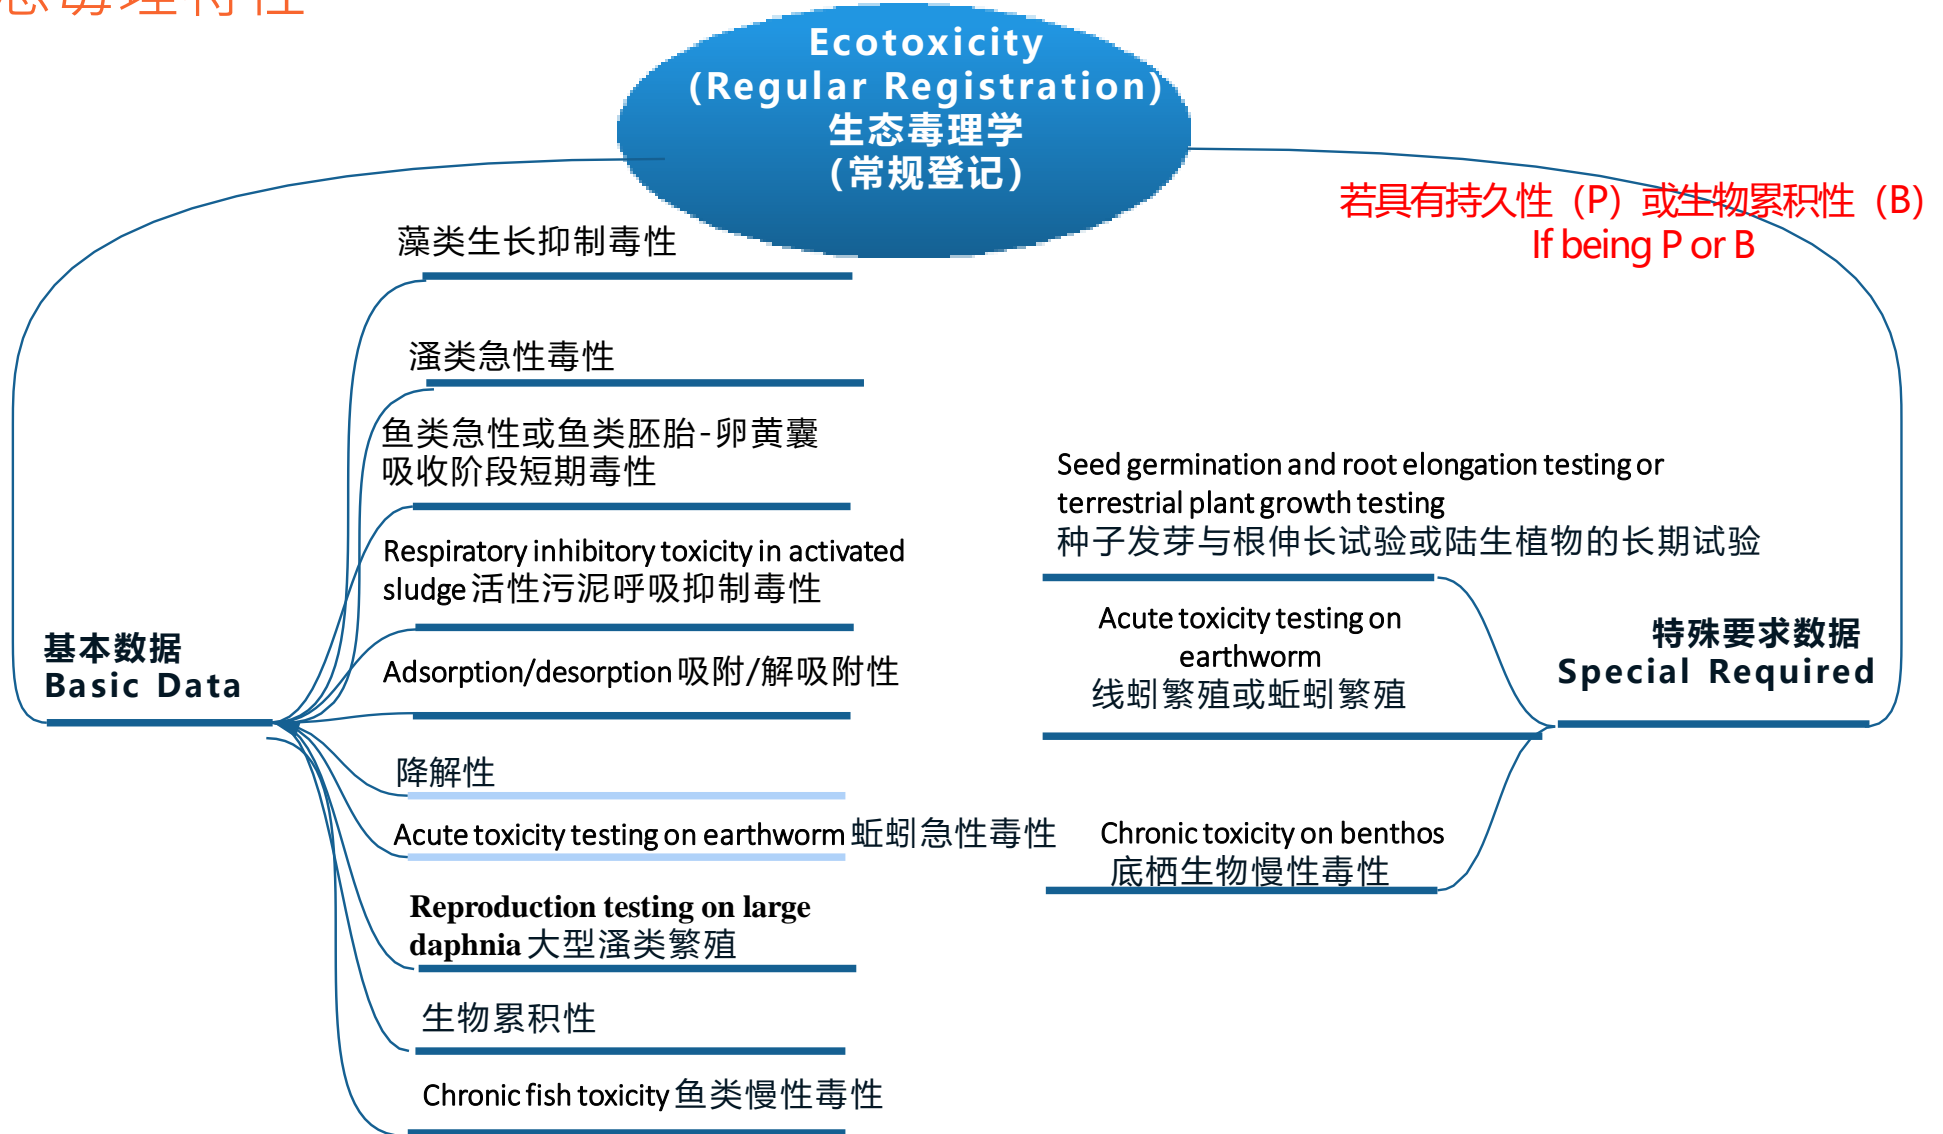 态毒理特性
Ecotoxicity
(Regular Registration)
生态毒理学
(常规登记)
若具有持久性（P）或生物累积性（B）
If being P or B
藻类生长抑制毒性
溞类急性毒性
鱼类急性或鱼类胚胎-卵黄囊
吸收阶段短期毒性
Respiratory inhibitory toxicity in activated
sludge 活性污泥呼吸抑制毒性
Adsorption/desorption 吸附/解吸附性
降解性
Acute toxicity testing on earthworm 蚯蚓急性毒性
Reproduction testing on large
daphnia 大型溞类繁殖
生物累积性
Chronic fish toxicity 鱼类慢性毒性
基本数据
Basic Data
Seed germination and root elongation testing or
terrestrial plant growth testing
种子发芽与根伸长试验或陆生植物的长期试验
Acute toxicity testing on
earthworm
线蚓繁殖或蚯蚓繁殖
Chronic toxicity on benthos
底栖生物慢性毒性
特殊要求数据
Special Required